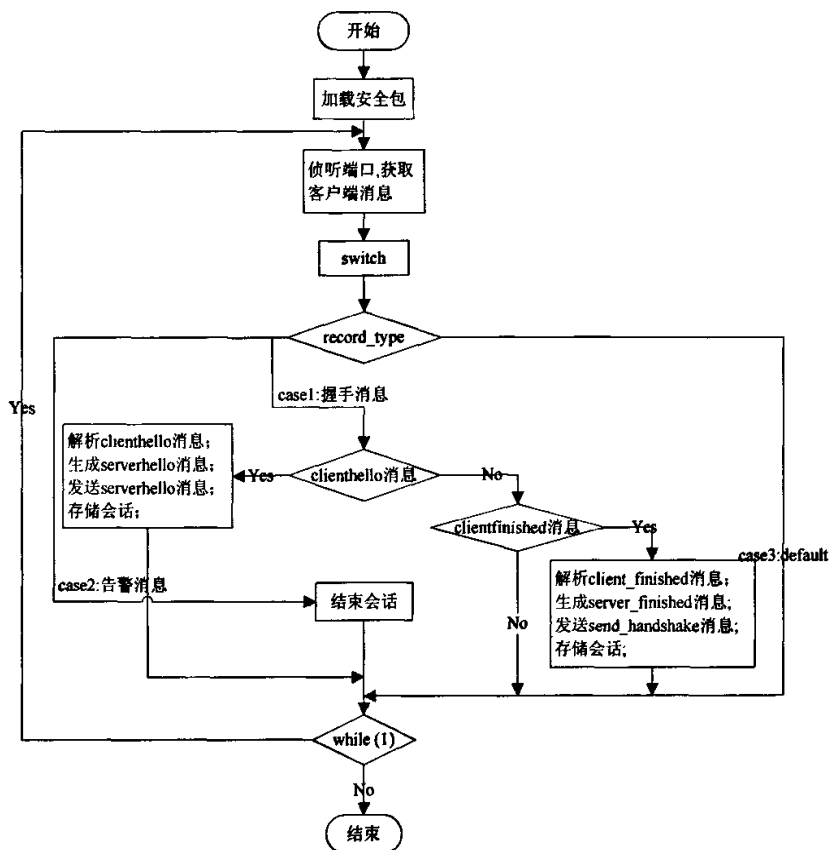 开始
加载安全包
侦听端口,获取
客户端消息
switch
record_type
Yes
case1:握手消息
解析clienthello消息;
生成serverhello消息;
发送serverhello消息;
存储会话;
Yes
clienthello消息
No
clientfinished消息
Yes
case3:default
case2:告警消息
结束会话
No
解析client_finished消息;
生成server_finished消息;
发送send_handshake消息;
存储会话;
while (1)
No
结束